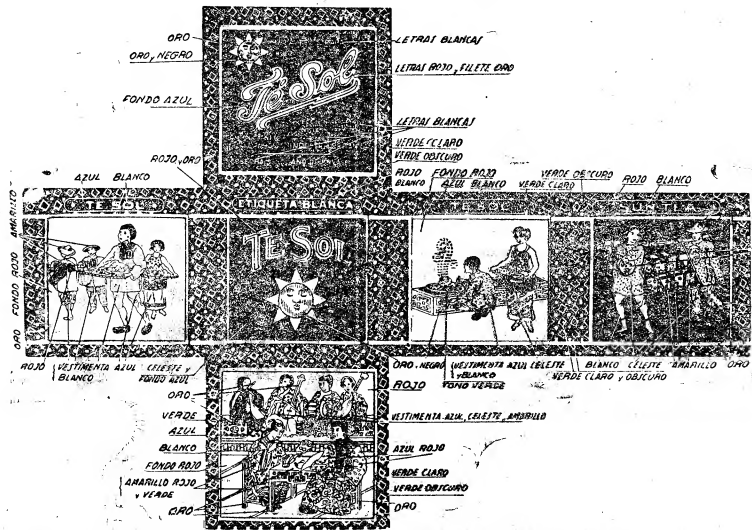 ORO
ORO, NEGRO
FONDO AZUL
LETRAS BLANCAS
LETRAS ROJO, FILETE ORO
LETRAS BLANCAS
VERDE CLARO
VERDE OBSCURO
Té Sol
ROJO, ORO
AZUL BLANCO
ROJO FONDO ROJO
BLANCO AZUL BLANCO
VERDE OBSCURO
VERDE CLARO
ROJO BLANCO
ORO FONDO ROJO AMARILLO
TE SOL
ETIQUETA BLANCA
TE SOL
TE SOL
ROJO
VESTIMENTA AZUL CELESTE y
BLANCO
FONDO AZUL
ORO, NEGRO
ROJO
VESTIMENTA AZUL CELESTE
y BLANCO
FONO VERDE
BLANCO CELESTE AMARILLO ORO
VERDE CLARO y OBSCURO
ORO
VERDE
AZUL
BLANCO
FONDO ROJO
AMARILLO ROJO
y VERDE
ORO
VESTIMENTA AZUL, CELESTE, AMARILLO
AZUL ROJO
VERDE CLARO
VERDE OBSCURO
ORO